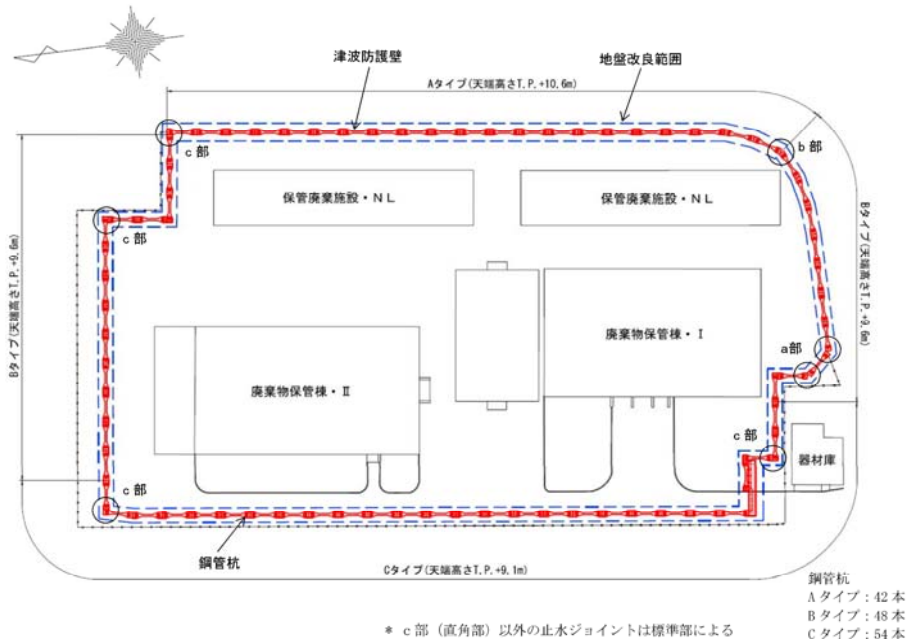 津波防護壁
地盤改良範囲
Aタイプ(天端高さT.P.+10.6m)
b部
c部
保管廃棄施設・NL
保管廃棄施設・NL
c部
Bタイプ(天端高さT.P.+9.6m)
Bタイプ(天端高さT.P.+9.6m)
廃棄物保管棟・Ⅰ
a部
廃棄物保管棟・Ⅱ
c部
器材庫
c部
鋼管杭
Cタイプ(天端高さT.P.+9.1m)
鋼管杭
Aタイプ:42本
Bタイプ:48本
Cタイプ:54本
* c部(直角部)以外の止水ジョイントは標準部による